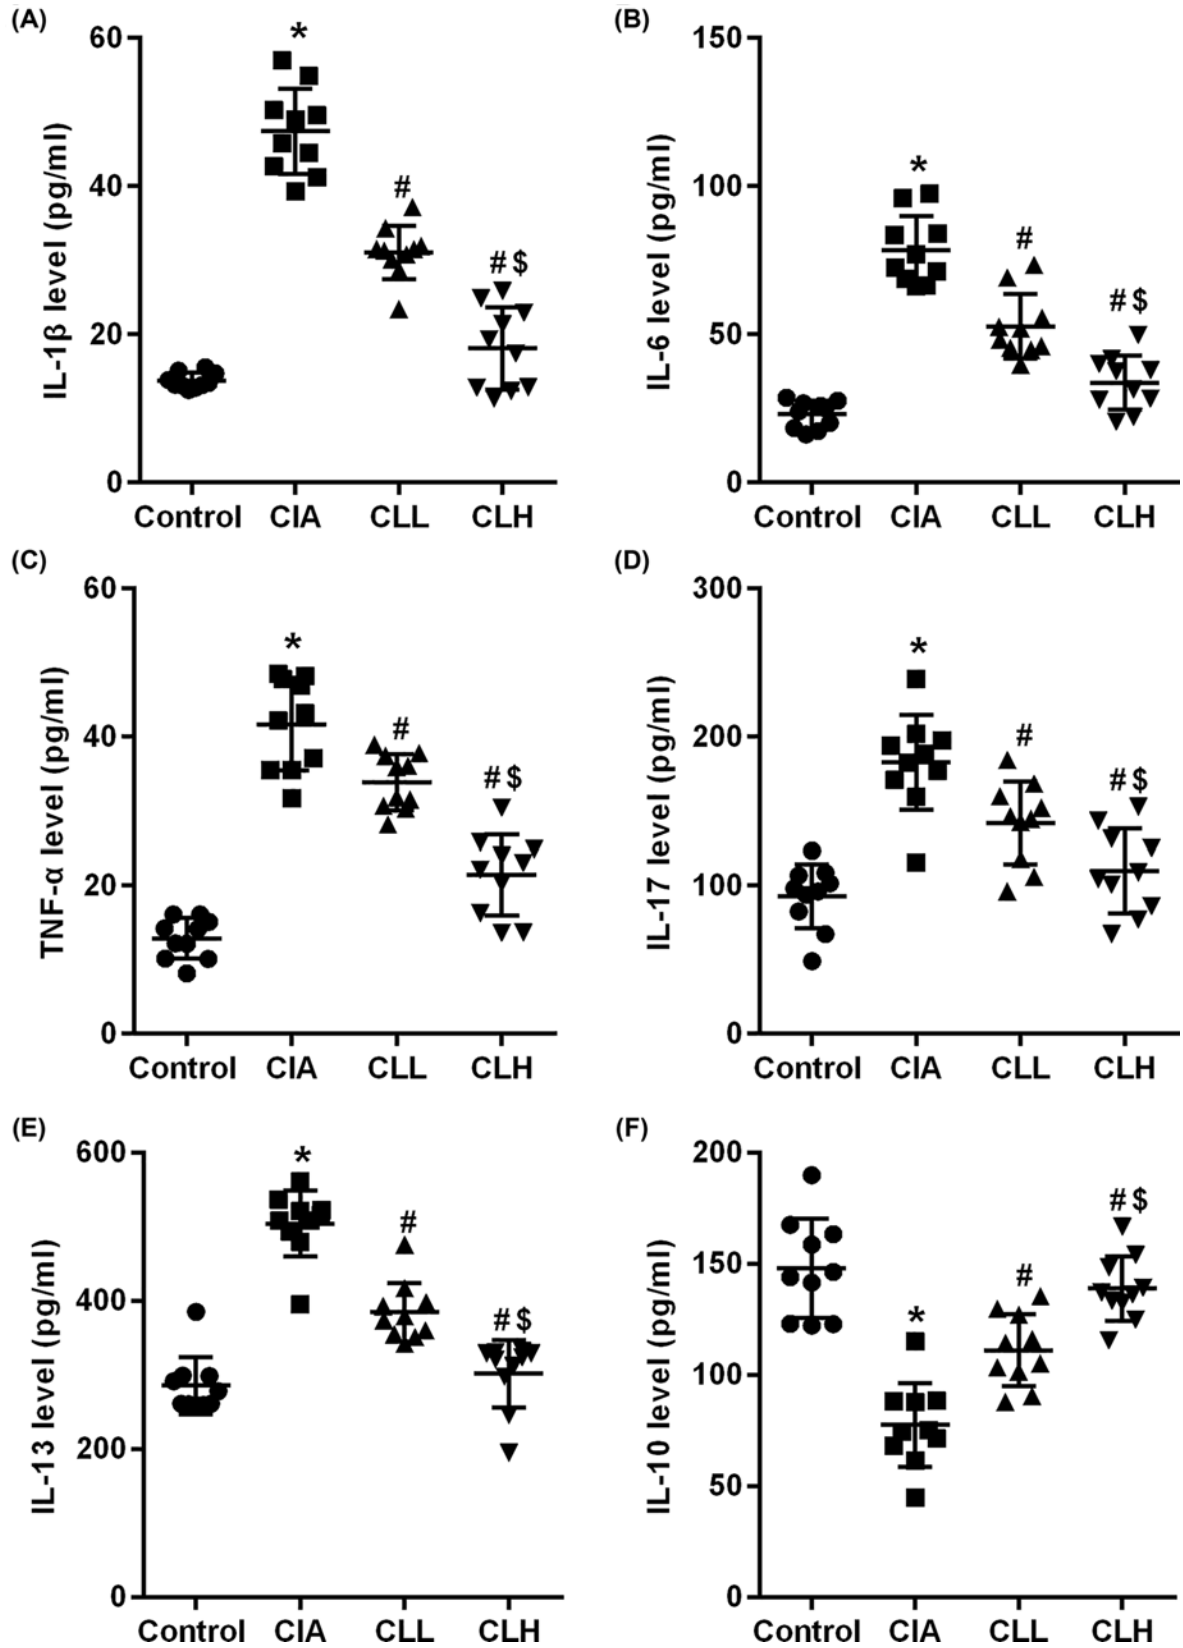 (A)
IL-1β level (pg/ml)
60
40
20
0
*
#
# $
Control CIA CLL CLH
(B)
IL-6 level (pg/ml)
150
100
50
0
*
#
# $
Control CIA CLL CLH
(C)
TNF-α level (pg/ml)
60
40
20
0
*
#
# $
Control CIA CLL CLH
(D)
IL-17 level (pg/ml)
300
200
100
0
*
#
# $
Control CIA CLL CLH
(E)
IL-13 level (pg/ml)
600
400
200
0
*
#
# $
Control CIA CLL CLH
(F)
IL-10 level (pg/ml)
200
150
100
50
0
*
#
# $
Control CIA CLL CLH